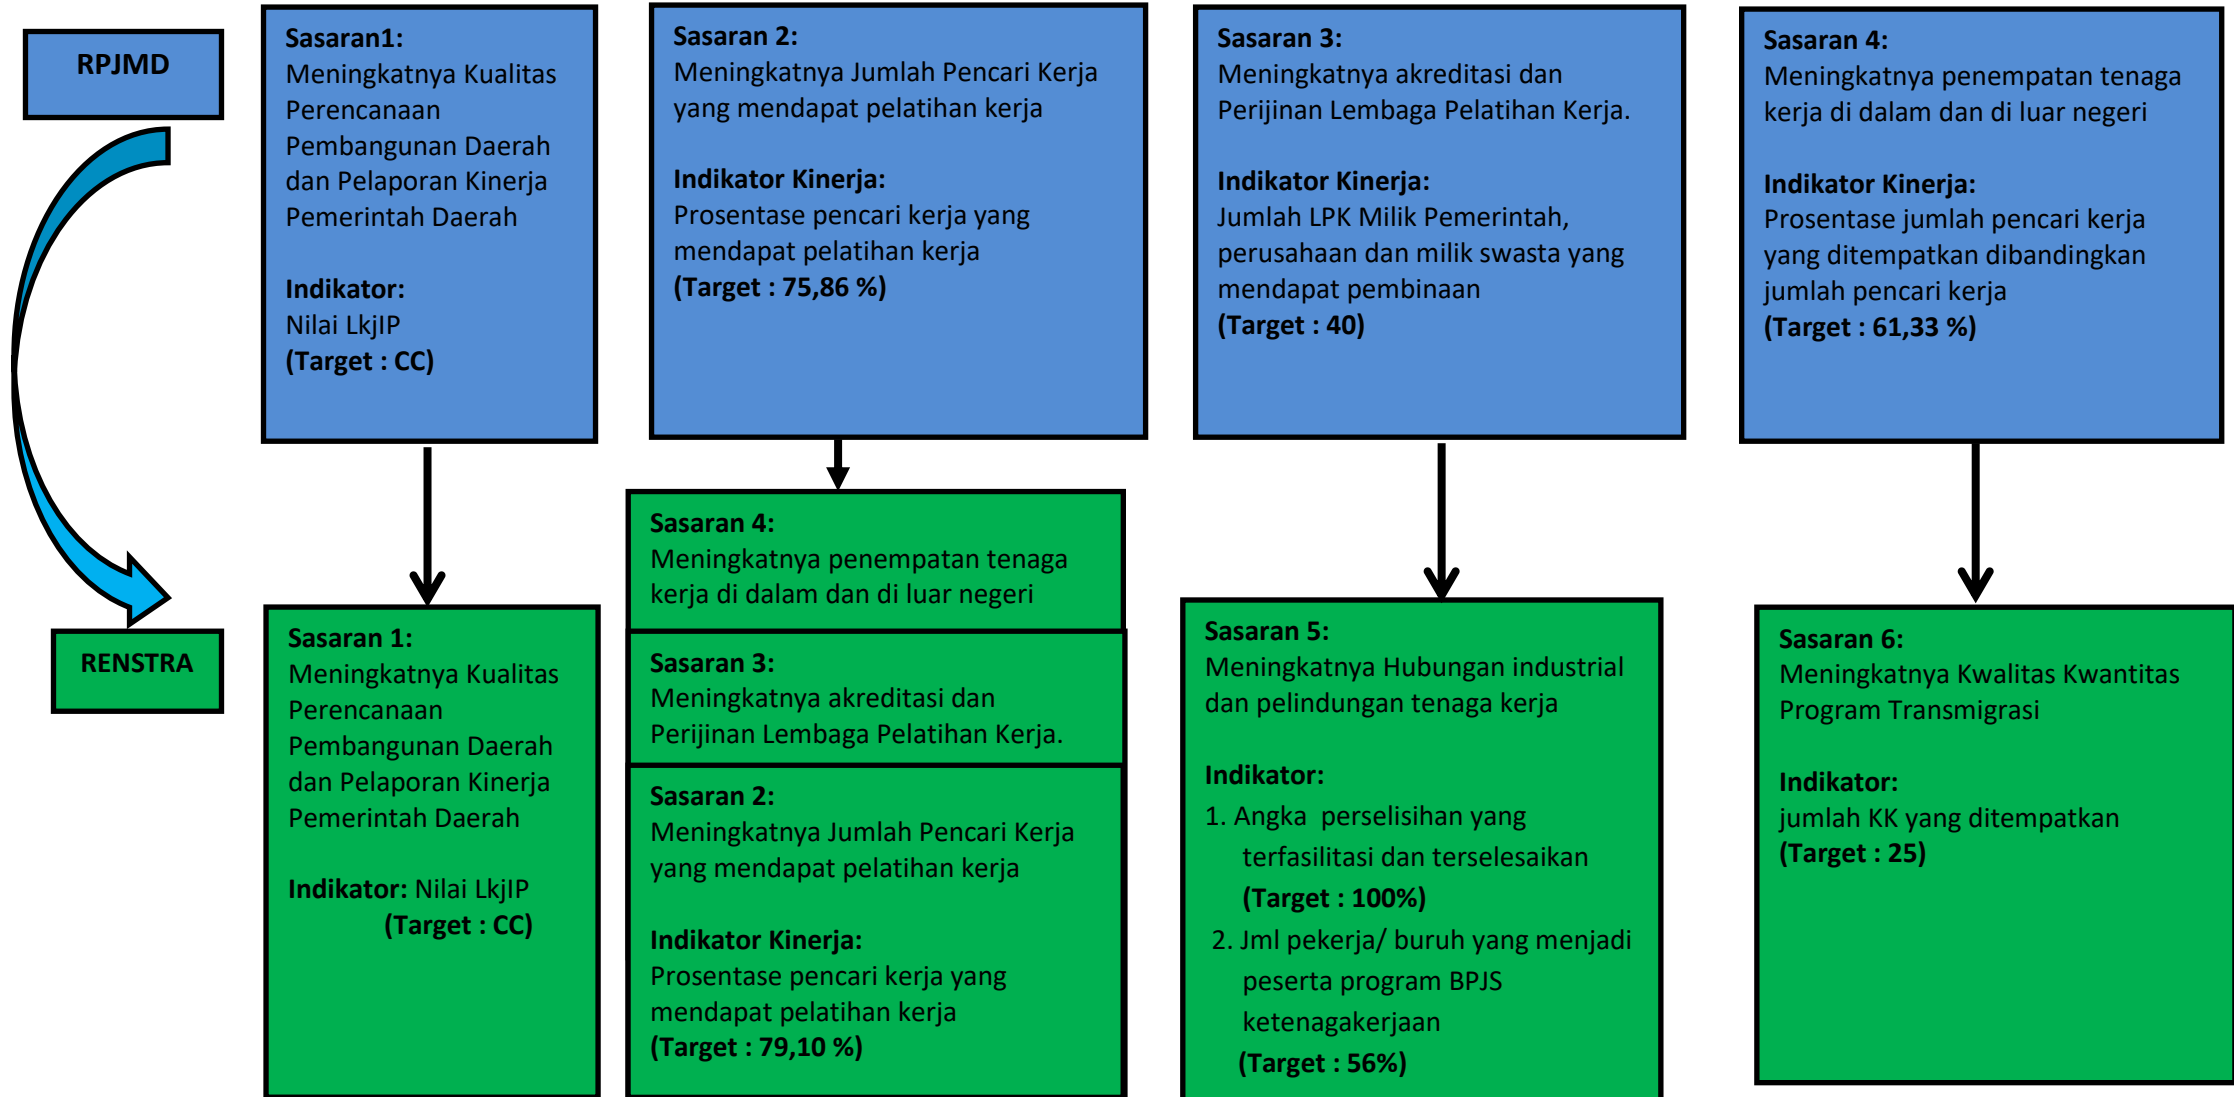 RPJMD
Sasaran1:
Meningkatnya Kualitas
Perencanaan
Pembangunan Daerah
dan Pelaporan Kinerja
Pemerintah Daerah
Indikator:
Nilai LkjIP
(Target : CC)
Sasaran 2:
Meningkatnya Jumlah Pencari Kerja
yang mendapat pelatihan kerja
Indikator Kinerja:
Prosentase pencari kerja yang
mendapat pelatihan kerja
(Target : 75,86 %)
Sasaran 3:
Meningkatnya akreditasi dan
Perijinan Lembaga Pelatihan Kerja.
Indikator Kinerja:
Jumlah LPK Milik Pemerintah,
perusahaan dan milik swasta yang
mendapat pembinaan
(Target : 40)
Sasaran 4:
Meningkatnya penempatan tenaga
kerja di dalam dan di luar negeri
Indikator Kinerja:
Prosentase jumlah pencari kerja
yang ditempatkan dibandingkan
jumlah pencari kerja
(Target : 61,33 %)
RENSTRA
Sasaran 1:
Meningkatnya Kualitas
Perencanaan
Pembangunan Daerah
dan Pelaporan Kinerja
Pemerintah Daerah
Indikator: Nilai LkjIP
(Target : CC)
Sasaran 4:
Meningkatnya penempatan tenaga
kerja di dalam dan di luar negeri
Sasaran 3:
Meningkatnya akreditasi dan
Perijinan Lembaga Pelatihan Kerja.
Sasaran 2:
Meningkatnya Jumlah Pencari Kerja
yang mendapat pelatihan kerja
Indikator Kinerja:
Prosentase pencari kerja yang
mendapat pelatihan kerja
(Target : 79,10 %)
Sasaran 5:
Meningkatnya Hubungan industrial
dan pelindungan tenaga kerja
Indikator:
1. Angka perselisihan yang
terfasilitasi dan terselesaikan
(Target : 100%)
2. Jml pekerja/ buruh yang menjadi
peserta program BPJS
ketenagakerjaan
(Target : 56%)
Sasaran 6:
Meningkatnya Kwalitas Kwantitas
Program Transmigrasi
Indikator:
jumlah KK yang ditempatkan
(Target : 25)